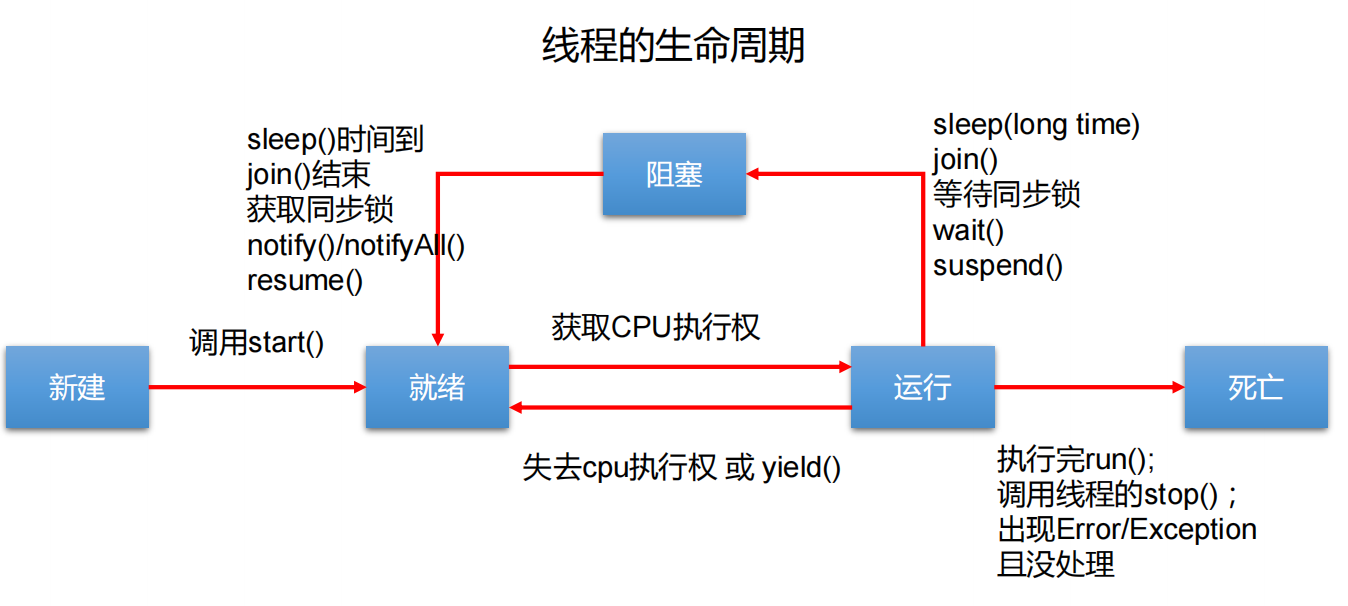 线程的生命周期
sleep()时间到
join()结束
获取同步锁
notify()/notifyAll()
resume()
阻塞
sleep(long time)
join()
等待同步锁
wait()
suspend()
调用start()
获取CPU执行权
新建
就绪
运行
死亡
失去cpu执行权 或 yield()
执行完run();
调用线程的stop()；
出现Error/Exception
且没处理